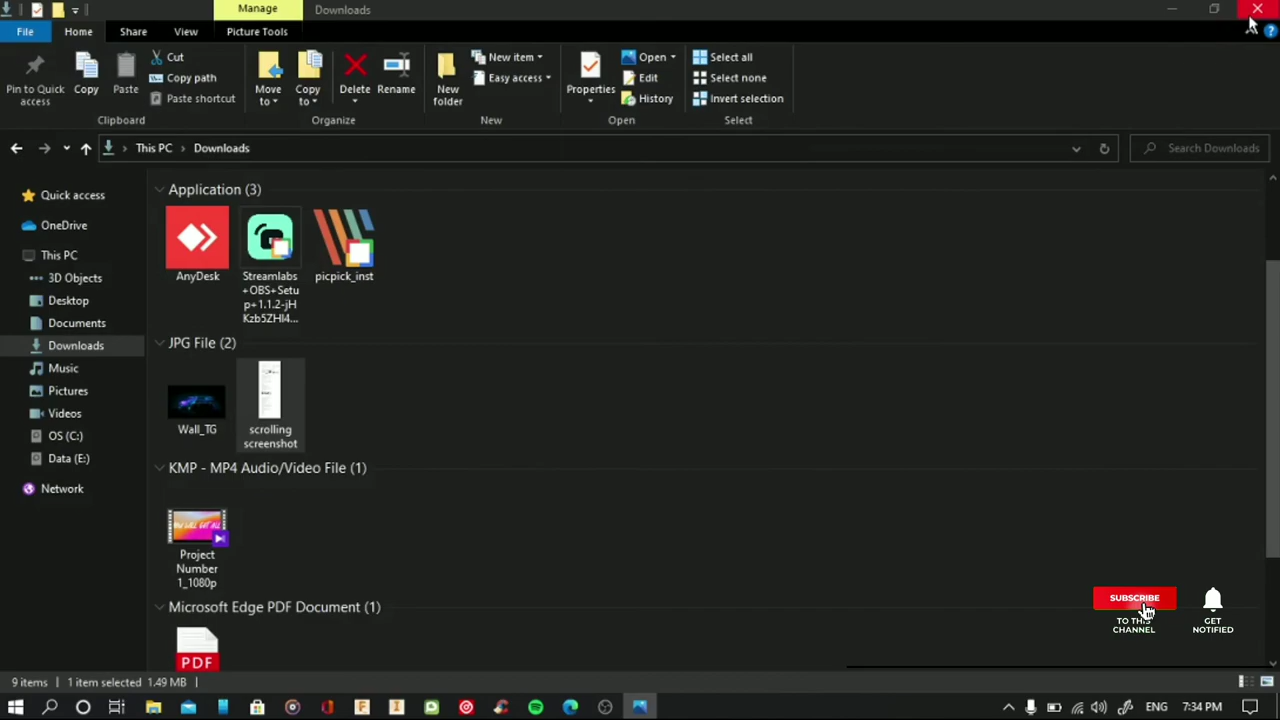 Manage
Downloads
File
Home
Share
View
Picture Tools
Pin to Quick
access
Copy
Paste
Cut
Copy path
Paste shortcut
Clipboard
Move
to
Copy
to
Delete
Rename
Organize
New
folder
New item
Easy access
New
Properties
Open
Edit
History
Open
Select all
Select none
Invert selection
Select
This PC
Downloads
Search Downloads
Quick access
OneDrive
This PC
3D Objects
Desktop
Documents
Downloads
Music
Pictures
Videos
OS (C:)
Data (E:)
Network
Application (3)
AnyDesk
Streamlabs
+OBS+Setu
p+1.1.2-jH
Kzb5ZHI4...
picpick_inst
JPG File (2)
Wall_TG
scrolling
screenshot
KMP - MP4 Audio/Video File (1)
Project
Number
1_1080p
Microsoft Edge PDF Document (1)
PDF
SUBSCRIBE
TO THIS
CHANNEL
GET
NOTIFIED
9 items
1 item selected 1.49 MB
ENG
7:34 PM